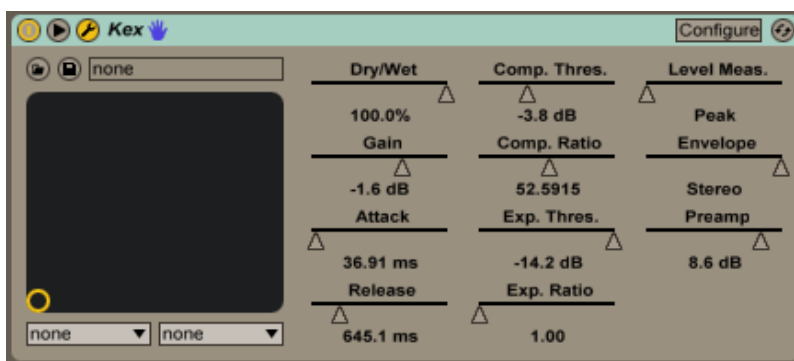 Kex Configure
none
Dry/Wet Comp. Thres. Level Meas.
100.0% -3.8 dB Peak
Gain Comp. Ratio Envelope
-1.6 dB 52.5915 Stereo
Attack Exp. Thres. Preamp
36.91 ms -14.2 dB 8.6 dB
Release Exp. Ratio
none none 645.1 ms 1.00